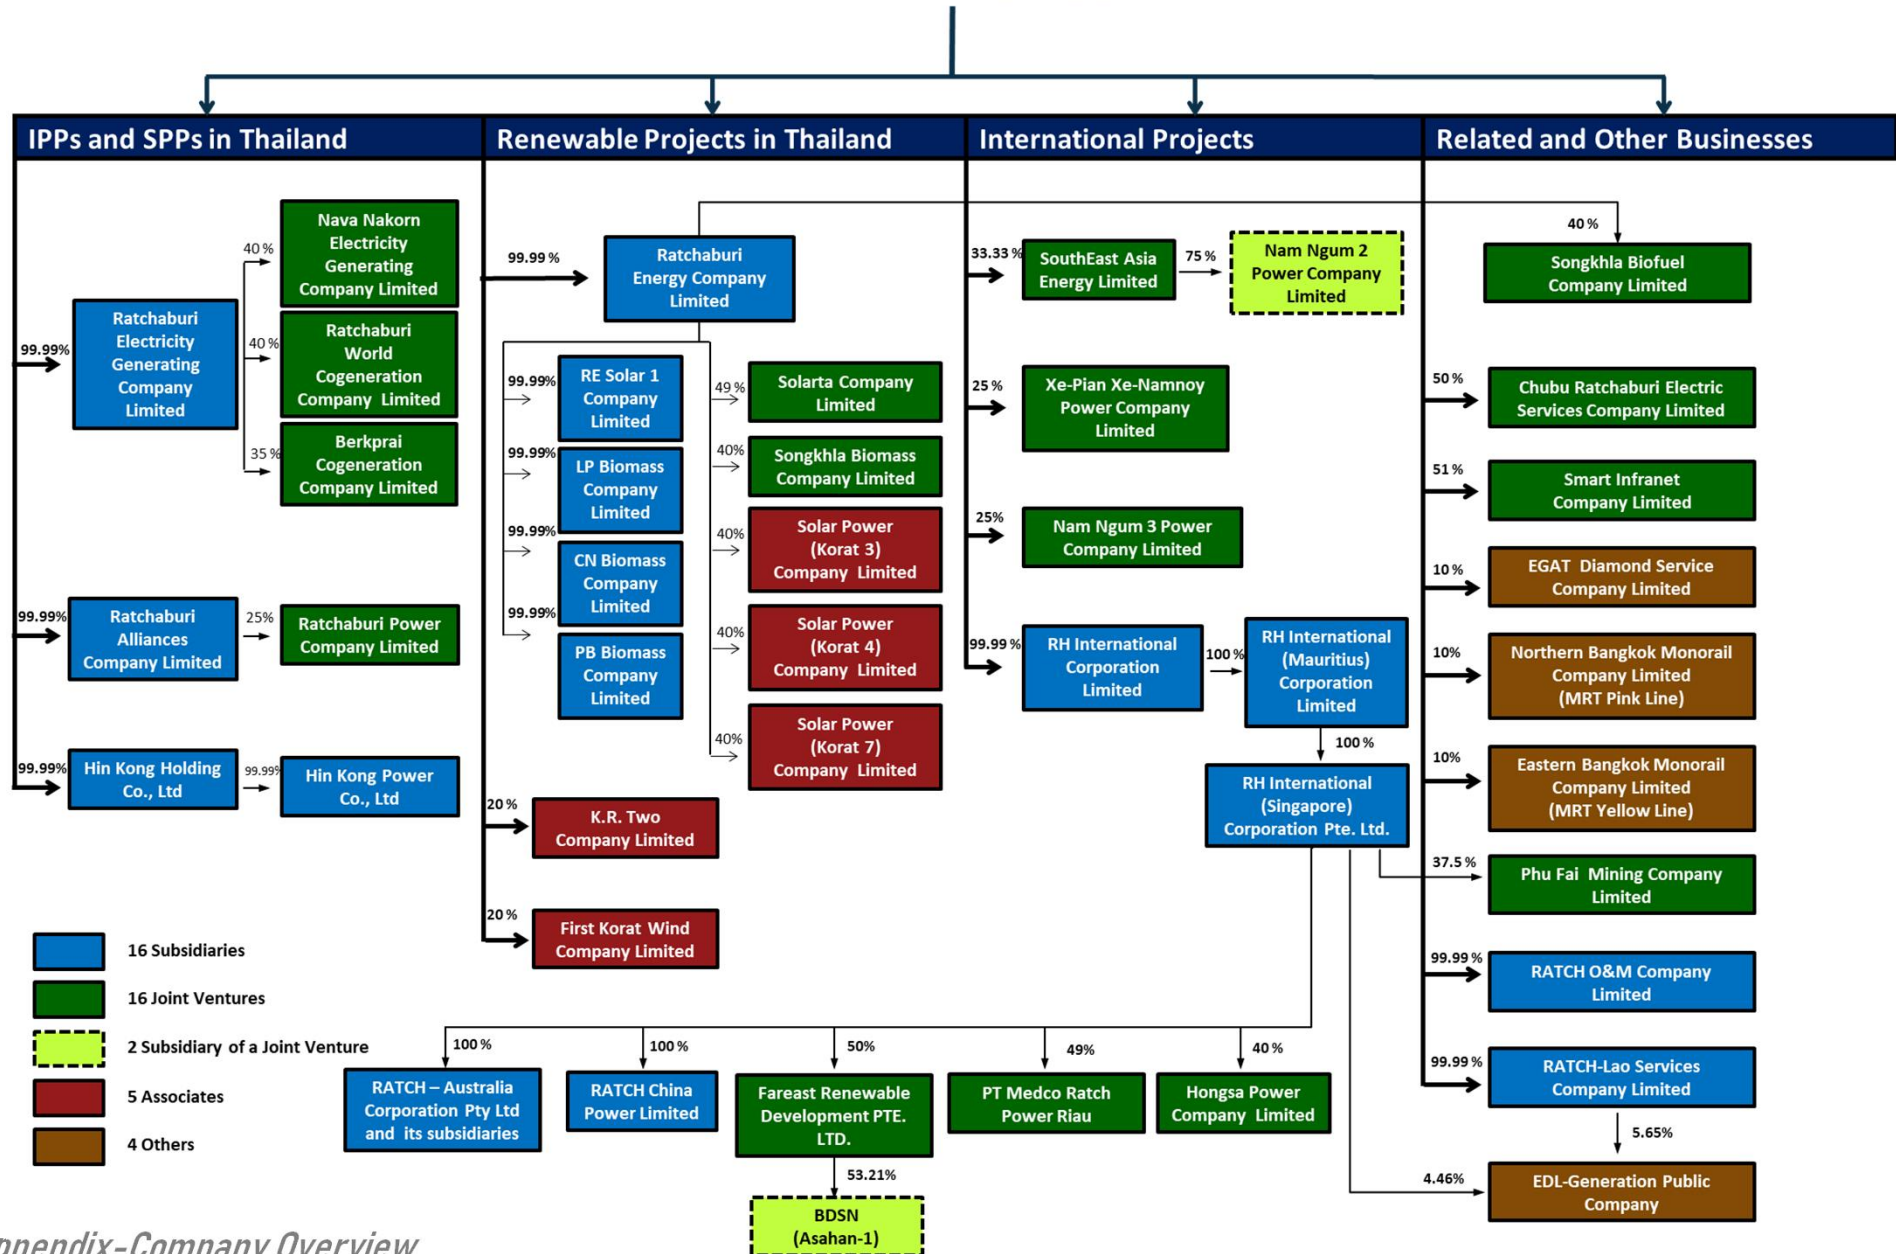 IPPs and SPPs in Thailand
Renewable Projects in Thailand
International Projects
Related and Other Businesses
99.99%
Ratchaburi
Electricity
Generating
Company
Limited
40 %
Nava Nakorn
Electricity
Generating
Company Limited
40 %
Ratchaburi
World
Cogeneration
Company Limited
35 %
Berkprai
Cogeneration
Company Limited
99.99%
Ratchaburi
Alliances
Company Limited
25%
Ratchaburi Power
Company Limited
99.99%
Hin Kong Holding
Co., Ltd
99.99%
Hin Kong Power
Co., Ltd
99.99 %
Ratchaburi
Energy Company
Limited
99.99%
RE Solar 1
Company
Limited
99.99%
LP Biomass
Company
Limited
99.99%
CN Biomass
Company
Limited
99.99%
PB Biomass
Company
Limited
49 %
Solarta Company
Limited
40%
Songkhla Biomass
Company Limited
40%
Solar Power
(Korat 3)
Company Limited
40%
Solar Power
(Korat 4)
Company Limited
40%
Solar Power
(Korat 7)
Company Limited
20 %
K.R. Two
Company Limited
20 %
First Korat Wind
Company Limited
33.33 %
SouthEast Asia
Energy Limited
75 %
Nam Ngum 2
Power Company
Limited
25 %
Xe-Pian Xe-Namnoy
Power Company
Limited
25%
Nam Ngum 3 Power
Company Limited
99.99 %
RH International
Corporation
Limited
100 %
RH International
(Mauritius)
Corporation
Limited
100 %
RH International
(Singapore)
Corporation Pte. Ltd.
100 %
RATCH – Australia
Corporation Pty Ltd
and its subsidiaries
100 %
RATCH China
Power Limited
50%
Fareast Renewable
Development PTE.
LTD.
53.21%
BDSN
(Asahan-1)
49%
PT Medco Ratch
Power Riau
40 %
Hongsa Power
Company Limited
40 %
Songkhla Biofuel
Company Limited
50 %
Chubu Ratchaburi Electric
Services Company Limited
51 %
Smart Infranet
Company Limited
10 %
EGAT Diamond Service
Company Limited
10%
Northern Bangkok Monorail
Company Limited
(MRT Pink Line)
10%
Eastern Bangkok Monorail
Company Limited
(MRT Yellow Line)
37.5 %
Phu Fai Mining Company
Limited
99.99 %
RATCH O&M Company
Limited
99.99 %
RATCH-Lao Services
Company Limited
5.65%
4.46%
EDL-Generation Public
Company
16 Subsidiaries
16 Joint Ventures
2 Subsidiary of a Joint Venture
5 Associates
4 Others
ppendix-Company Overview